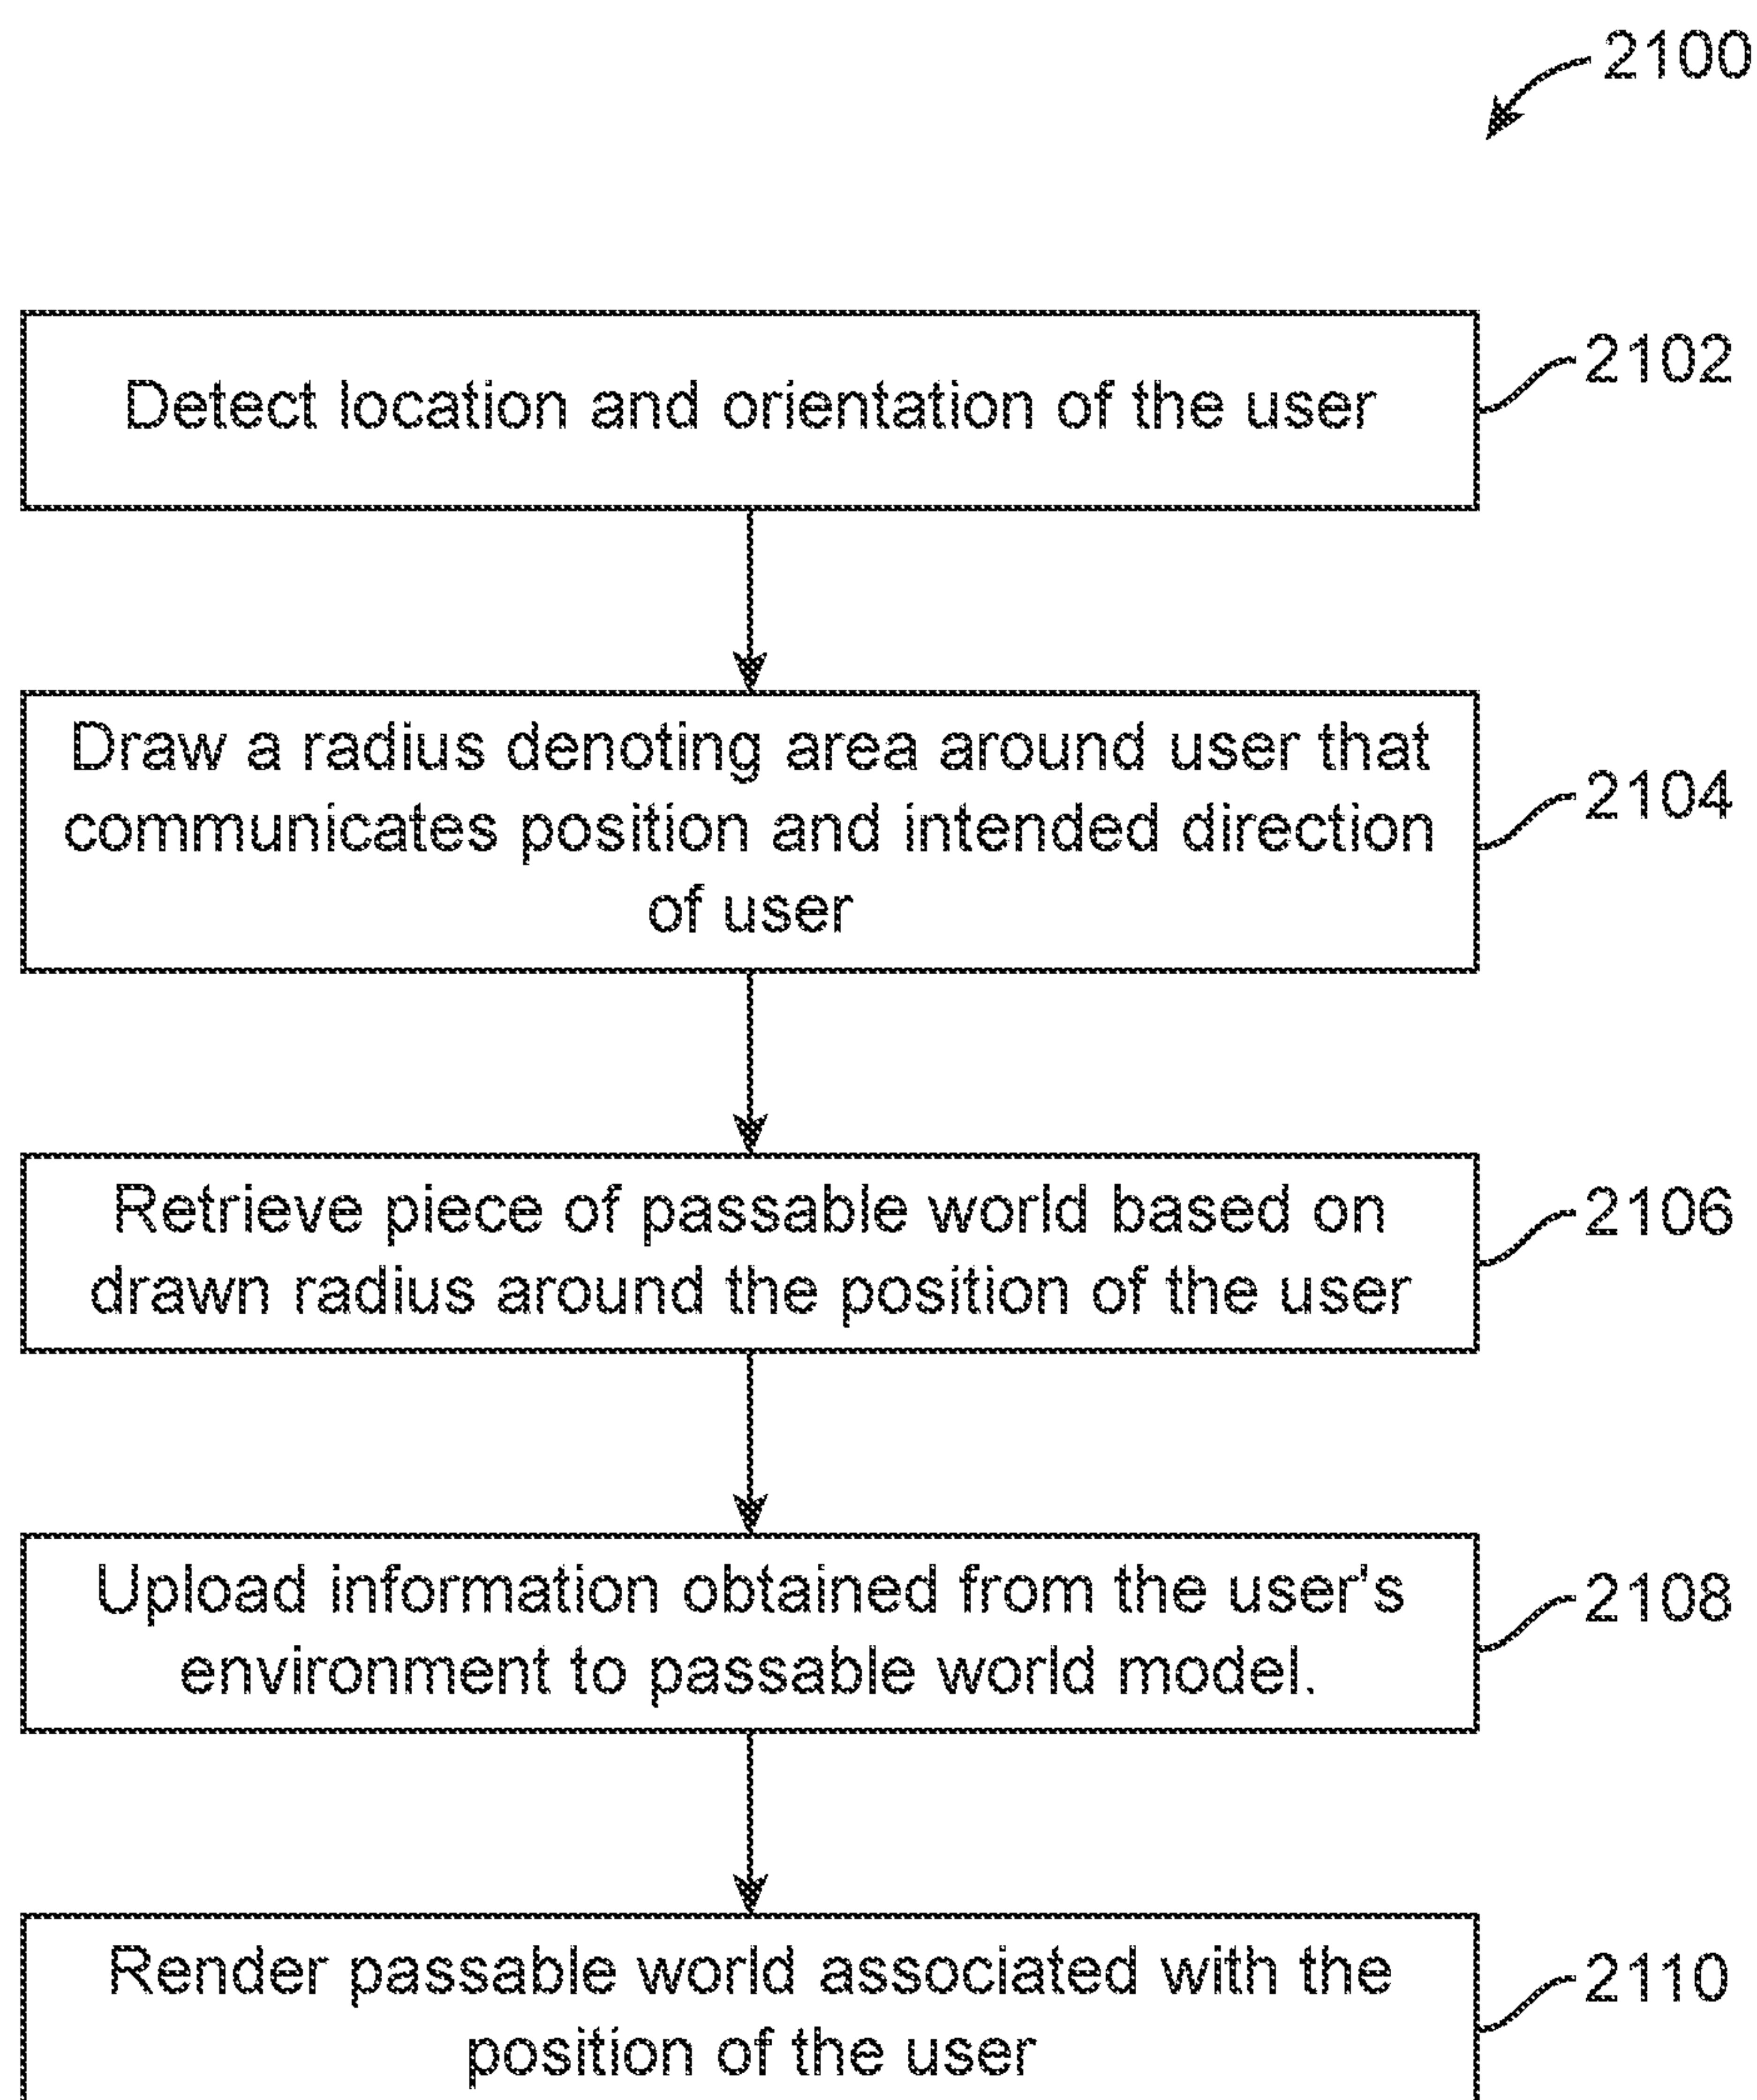 2100
Detect location and orientation of the user
2102
Draw a radius denoting area around user that
communicates position and intended direction
of user
2104
Retrieve piece of passable world based on
drawn radius around the position of the user
2106
Upload information obtained from the user's
environment to passable world model.
2108
Render passable world associated with the
position of the user
2110